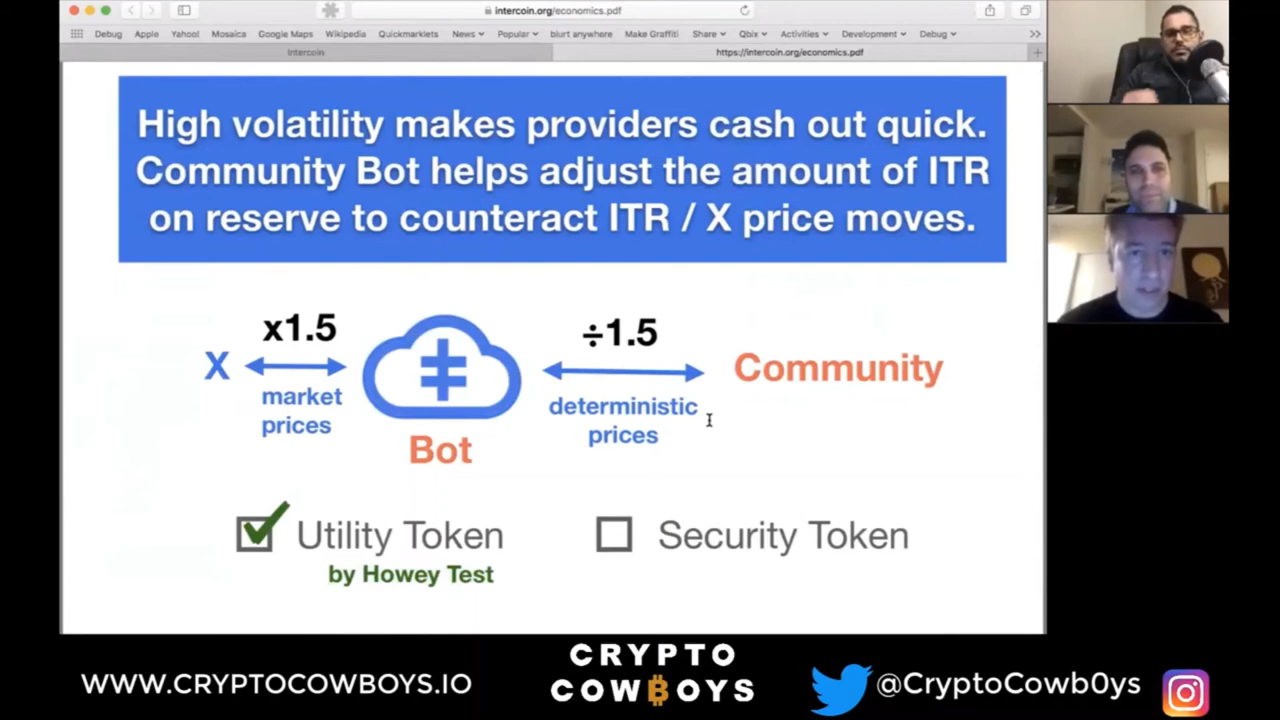 intercoin.org/economics.pdf
Debug Apple Yahoo! Mosaica Google Maps Wikipedia Quickmarklets News Popular blurt anywhere Make Graffiti Share Qbix Activities Development Debug
Intercoin
https://intercoin.org/economics.pdf
High volatility makes providers cash out quick.
Community Bot helps adjust the amount of ITR
on reserve to counteract ITR / X price moves.
x1.5
÷1.5
X
Community
market
prices
deterministic
prices
Bot
Utility Token
Security Token
by Howey Test
WWW.CRYPTOCOWBOYS.IO
CRYPTO
COWBOYS
@CryptoCowb0ys